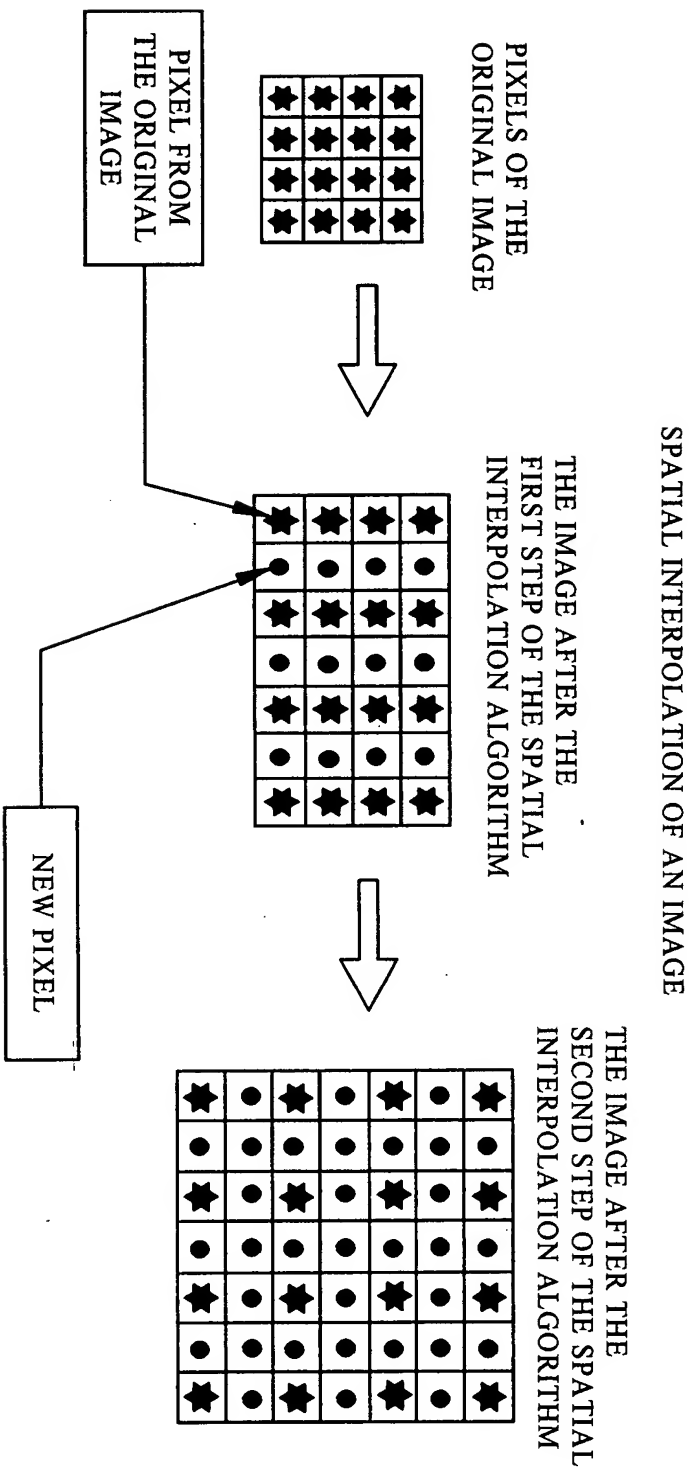 SPATIAL INTERPOLATION OF AN IMAGE
PIXELS OF THE
ORIGINAL IMAGE
THE IMAGE AFTER THE
FIRST STEP OF THE SPATIAL
INTERPOLATION ALGORITHM
THE IMAGE AFTER THE
SECOND STEP OF THE SPATIAL
INTERPOLATION ALGORITHM
PIXEL FROM
THE ORIGINAL
IMAGE
NEW PIXEL